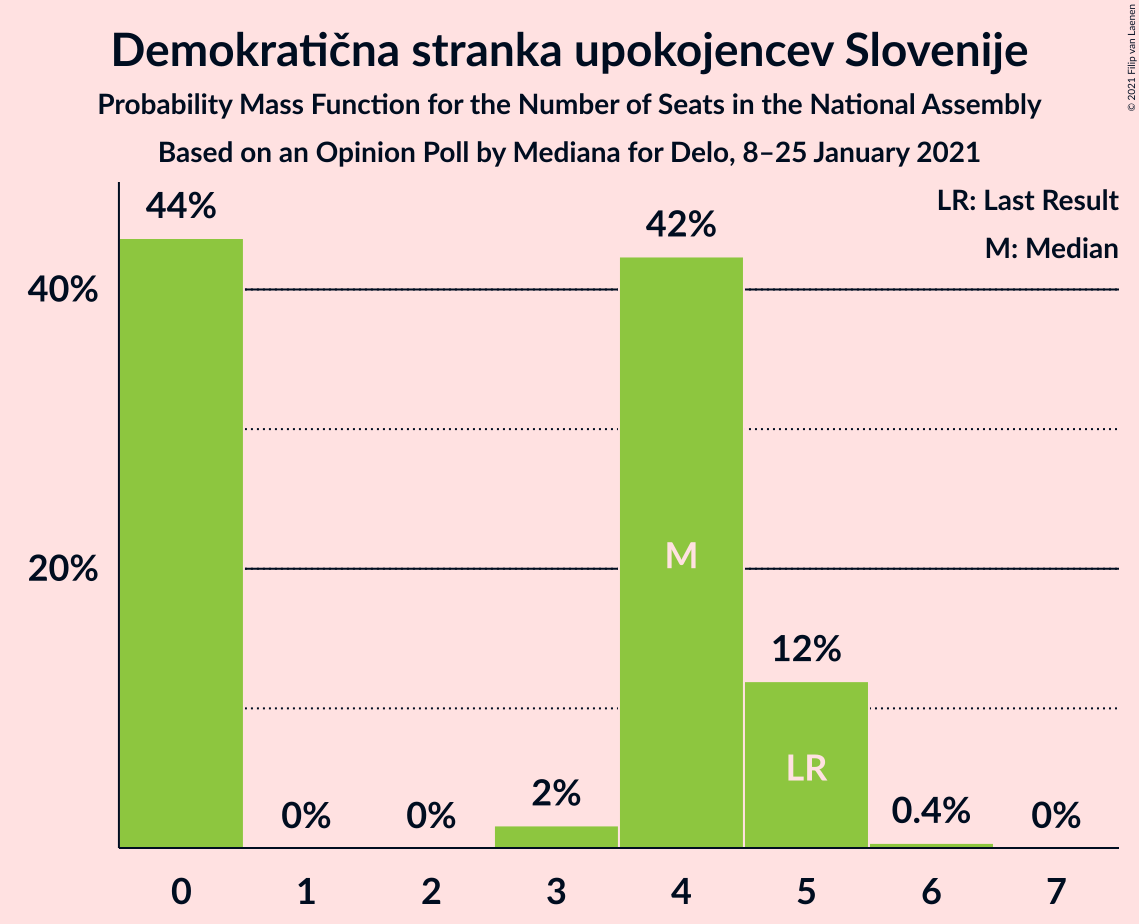 Demokratična stranka upokojencev Slovenije
Probability Mass Function for the Number of Seats in the National Assembly
Based on an Opinion Poll by Mediana for Delo, 8–25 January 2021
© 2021 Filip van Laenen
LR: Last Result
M: Median
44%
42%
40%
M
20%
12%
LR
2%
0.4%
0%
0%
0%
0 1 2 3 4 5 6 7